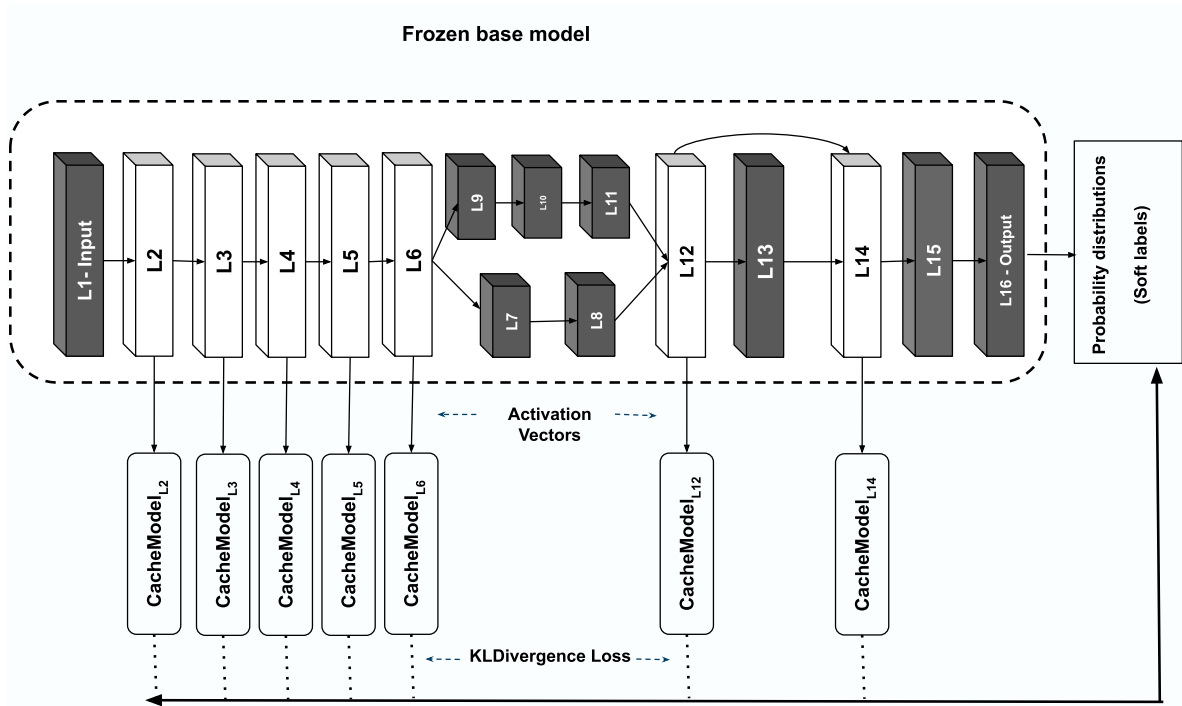 Frozen base model
L1- Input
L2
L3
L4
L5
L6
L9
L10
L11
L7
L8
L12
L13
L14
L15
L16 - Output
Probability distributions
(Soft labels)
Activation
Vectors
CacheModelL2
CacheModelL3
CacheModelL4
CacheModelL5
CacheModelL6
CacheModelL12
CacheModelL14
KLDivergence Loss